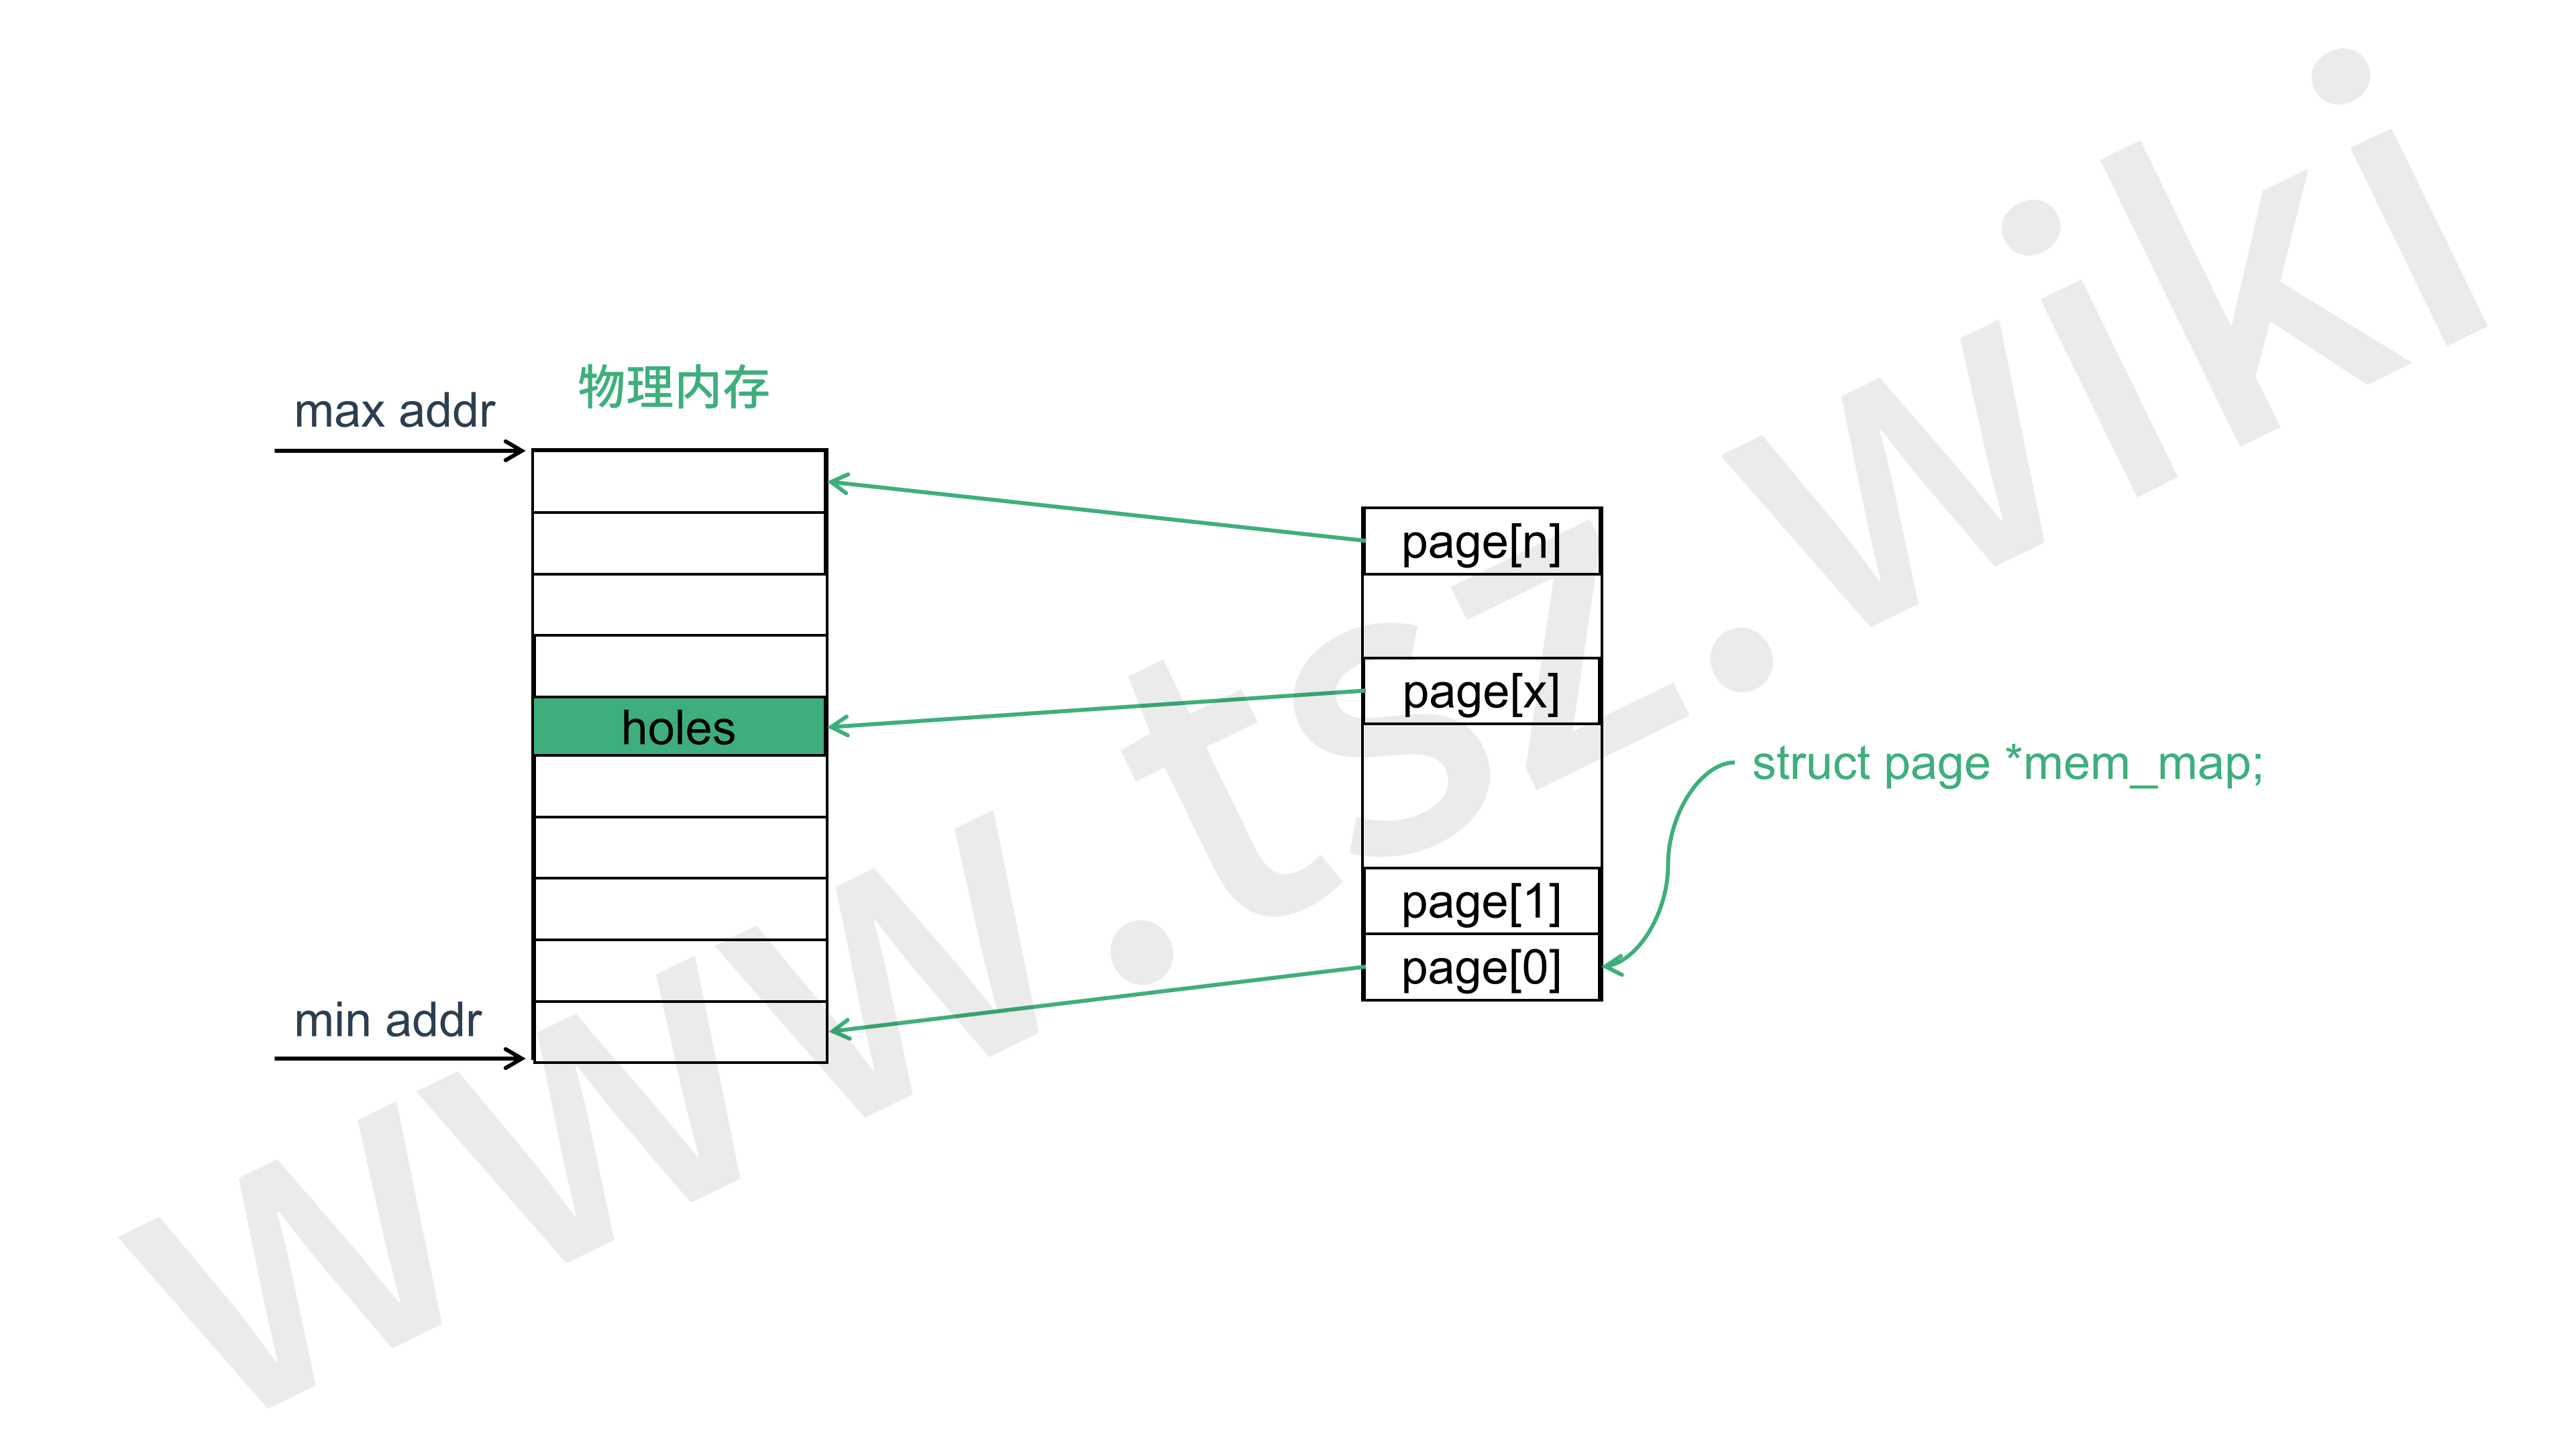 物理内存
max addr
holes
min addr
page[n]
page[x]
page[1]
page[0]
struct page *mem_map;
www.tsz.wiki